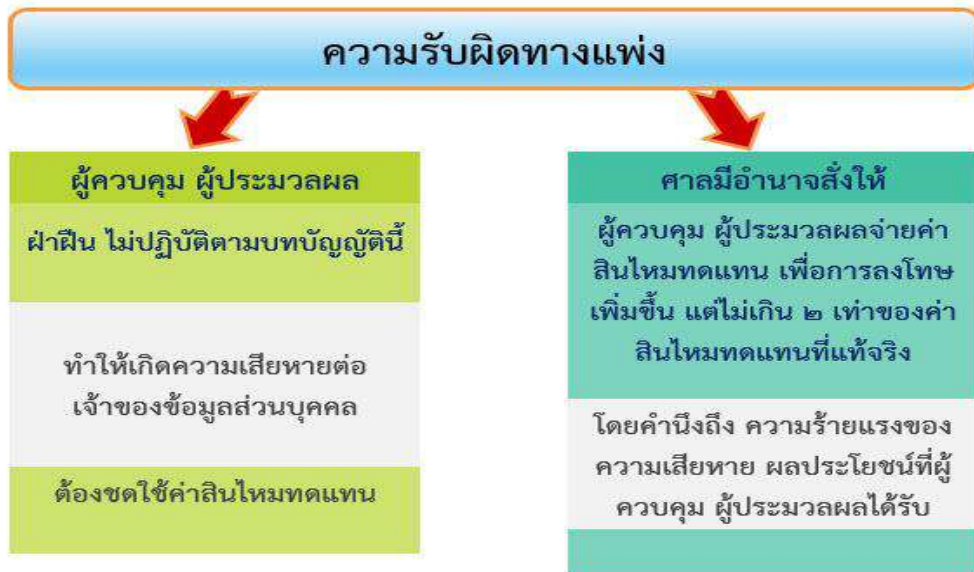 ความรับผิดทางแพ่ง
ผู้ควบคุม ผู้ประมวลผล
ฝ่าฝืน ไม่ปฏิบัติตามบทบัญญัตินี้
ทำให้เกิดความเสียหายต่อ
เจ้าของข้อมูลส่วนบุคคล
ต้องชดใช้ค่าสินไหมทดแทน
ศาลมีอำนาจสั่งให้
ผู้ควบคุม ผู้ประมวลผลจ่ายค่า
สินไหมทดแทน เพื่อการลงโทษ
เพิ่มขึ้น แต่ไม่เกิน ๒ เท่าของค่า
สินไหมทดแทนที่แท้จริง
โดยคำนึงถึง ความร้ายแรงของ
ความเสียหาย ผลประโยชน์ที่ผู้
ควบคุม ผู้ประมวลผลได้รับ